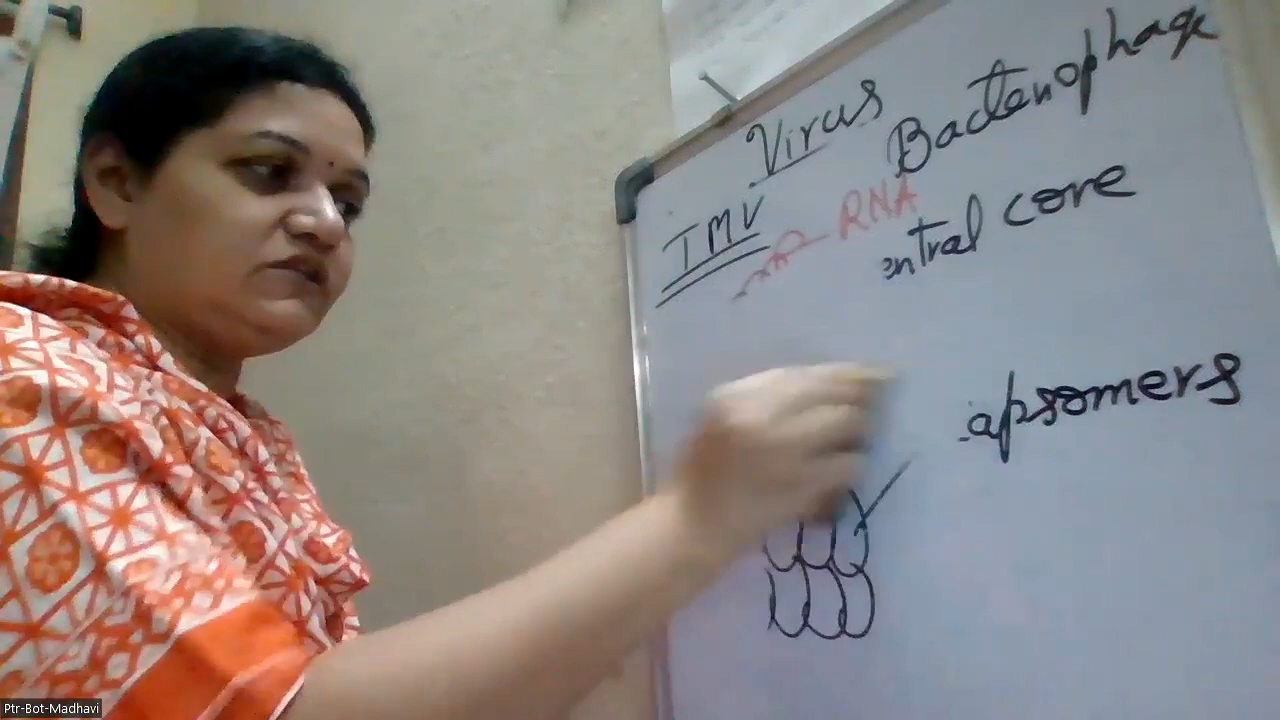 Virus
Bacteriophage
TMV
RNA
entral core
apsomers
Ptr-Bot-Madhavi